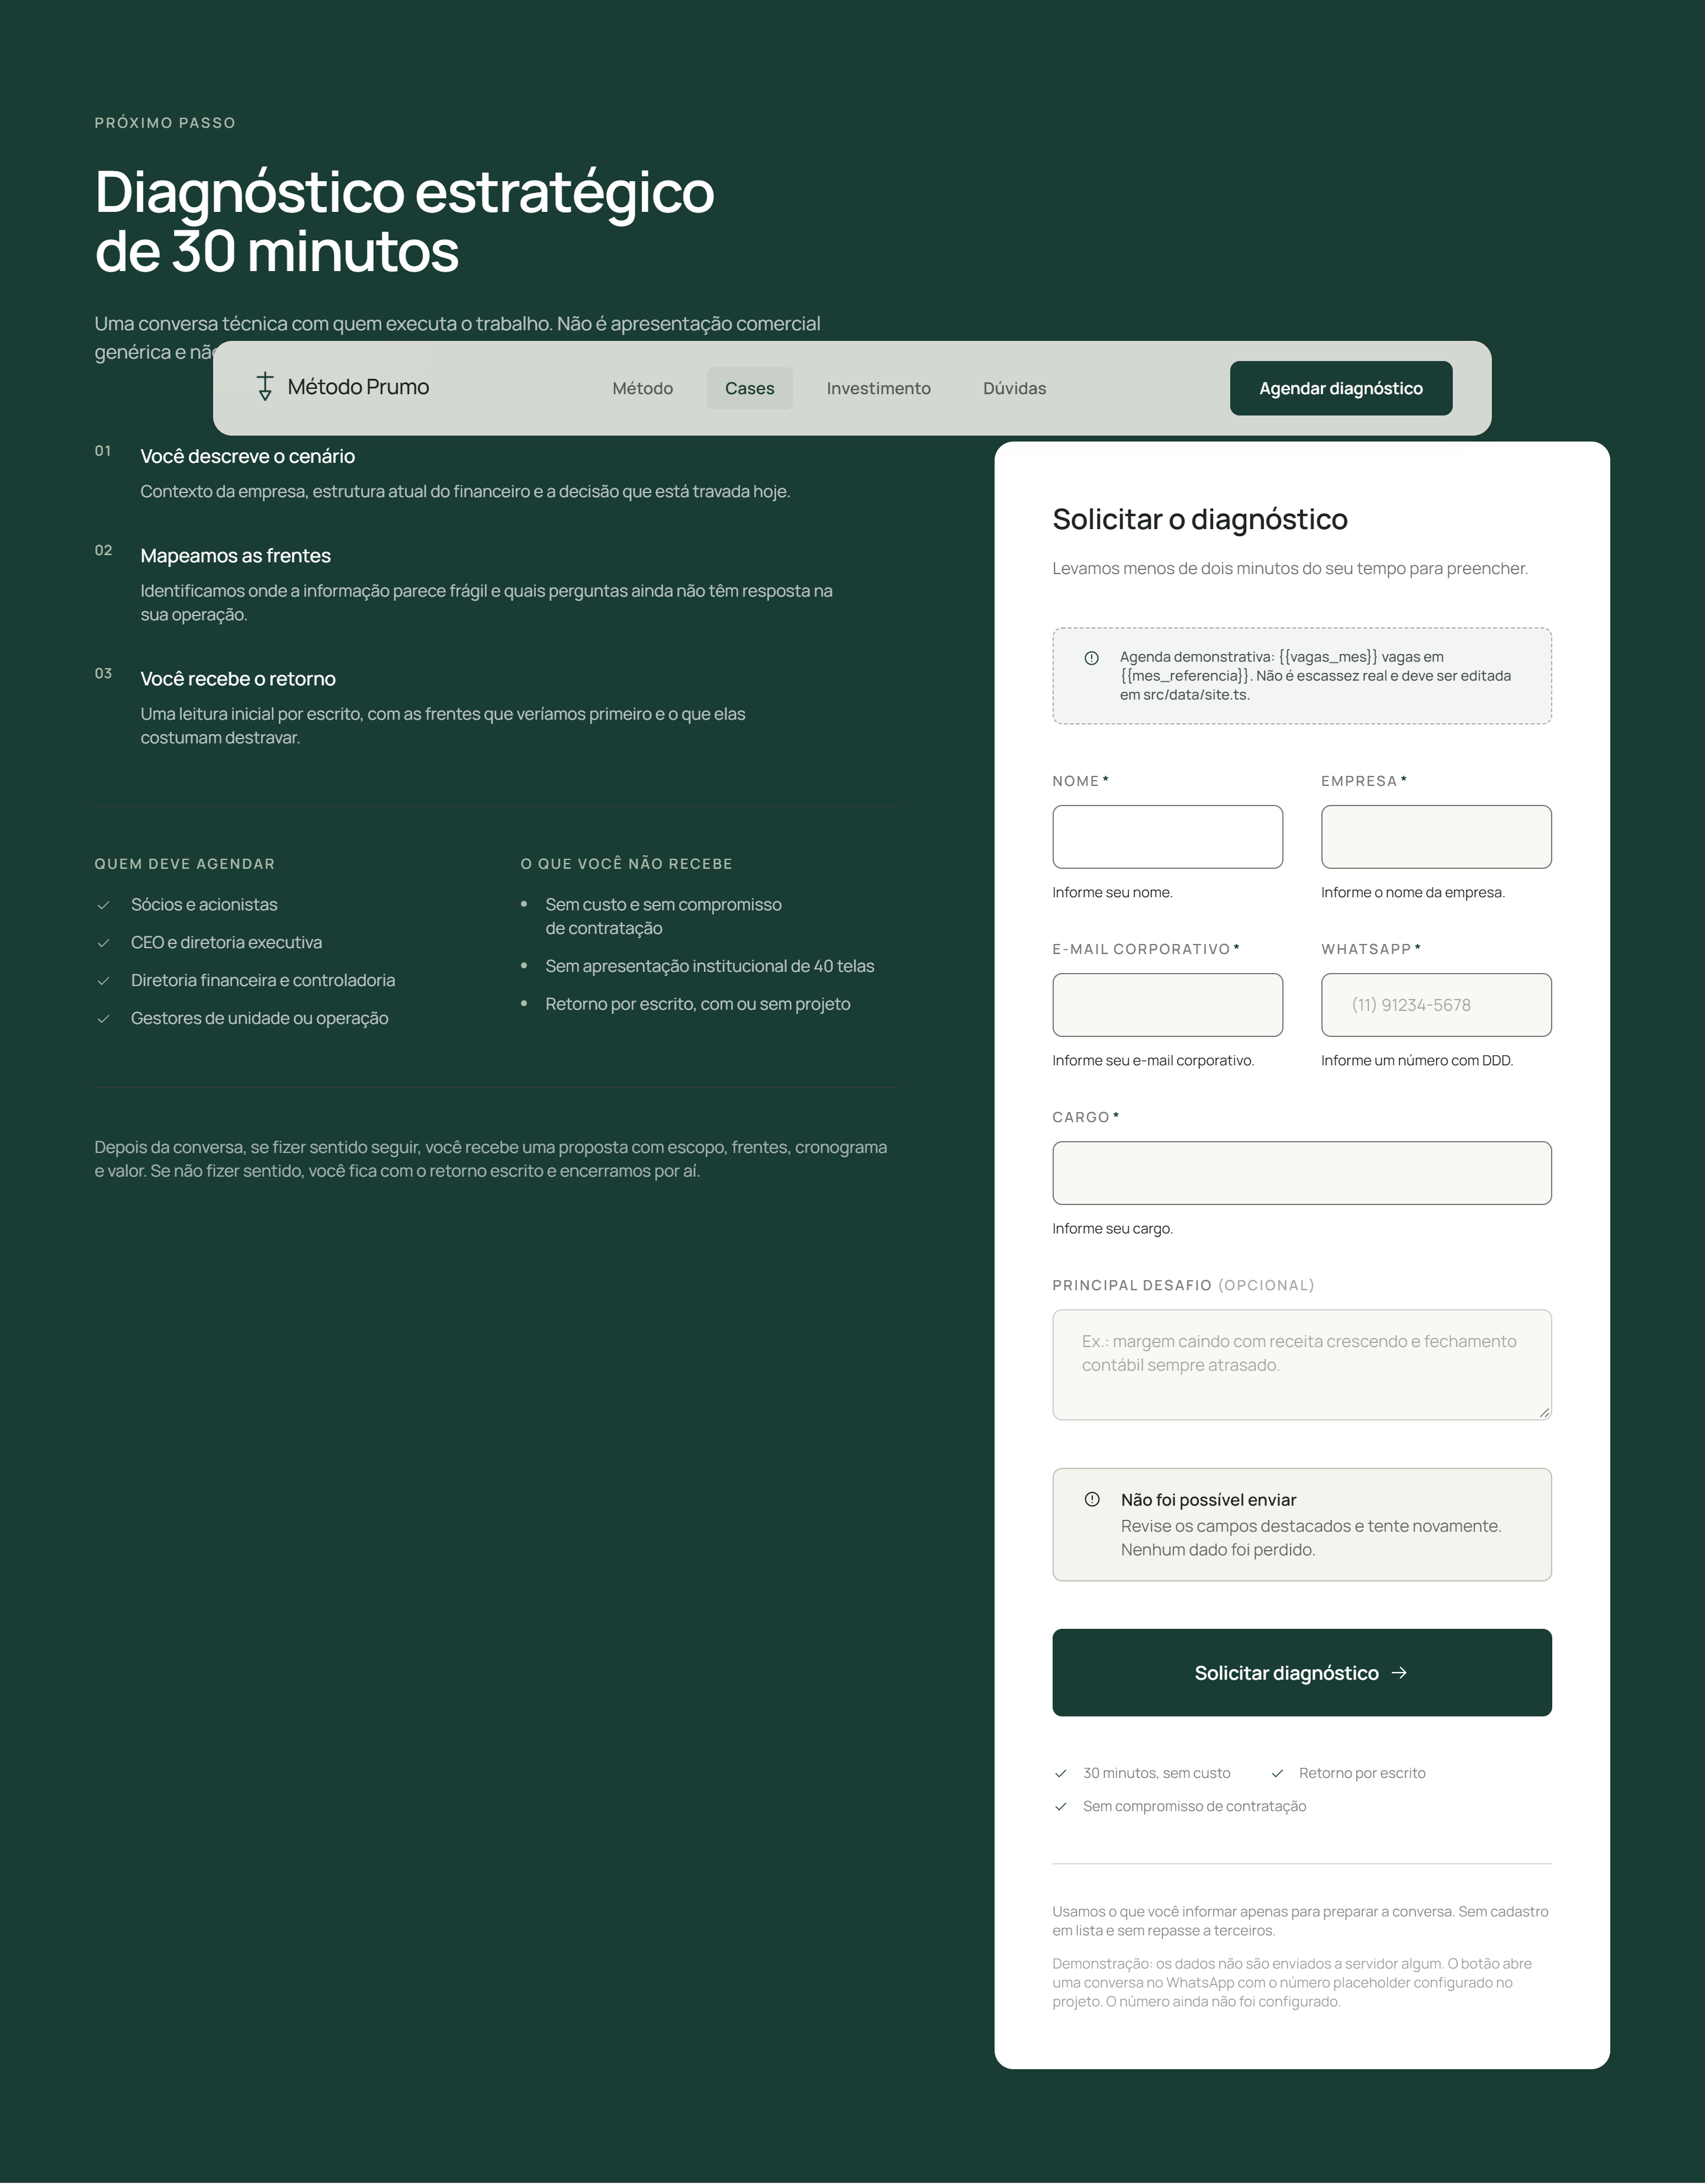 PRÓXIMO PASSO
Diagnóstico estratégico
de 30 minutos
Uma conversa técnica com quem executa o trabalho. Não é apresentação comercial
genérica e
Método Prumo
Método
Cases
Investimento
Dúvidas
Agendar diagnóstico
01
Você descreve o cenário
Contexto da empresa, estrutura atual do financeiro e a decisão que está travada hoje.
02
Mapeamos as frentes
Identificamos onde a informação parece frágil e quais perguntas ainda não têm resposta na
sua operação.
03
Você recebe o retorno
Uma leitura inicial por escrito, com as frentes que veríamos primeiro e o que elas
costumam destravar.
QUEM DEVE AGENDAR
Sócios e acionistas
CEO e diretoria executiva
Diretoria financeira e controladoria
Gestores de unidade ou operação
O QUE VOCÊ NÃO RECEBE
Sem custo e sem compromisso
de contratação
Sem apresentação institucional de 40 telas
Retorno por escrito, com ou sem projeto
Depois da conversa, se fizer sentido seguir, você recebe uma proposta com escopo, frentes, cronograma
e valor. Se não fizer sentido, você fica com o retorno escrito e encerramos por aí.
Solicitar o diagnóstico
Levamos menos de dois minutos do seu tempo para preencher.
Agenda demonstrativa: {{vagas_mes}} vagas em
{{mes_referencia}}. Não é escassez real e deve ser editada
em src/data/site.ts.
NOME *
Informe seu nome.
EMPRESA *
Informe o nome da empresa.
E-MAIL CORPORATIVO *
Informe seu e-mail corporativo.
WHATSAPP *
(11) 91234-5678
Informe um número com DDD.
CARGO *
Informe seu cargo.
PRINCIPAL DESAFIO (OPCIONAL)
Ex.: margem caindo com receita crescendo e fechamento
contábil sempre atrasado.
Não foi possível enviar
Revise os campos destacados e tente novamente.
Nenhum dado foi perdido.
Solicitar diagnóstico →
30 minutos, sem custo
Retorno por escrito
Sem compromisso de contratação
Usamos o que você informar apenas para preparar a conversa. Sem cadastro
em lista e sem repasse a terceiros.
Demonstração: os dados não são enviados a servidor algum. O botão abre
uma conversa no WhatsApp com o número placeholder configurado no
projeto. O número ainda não foi configurado.